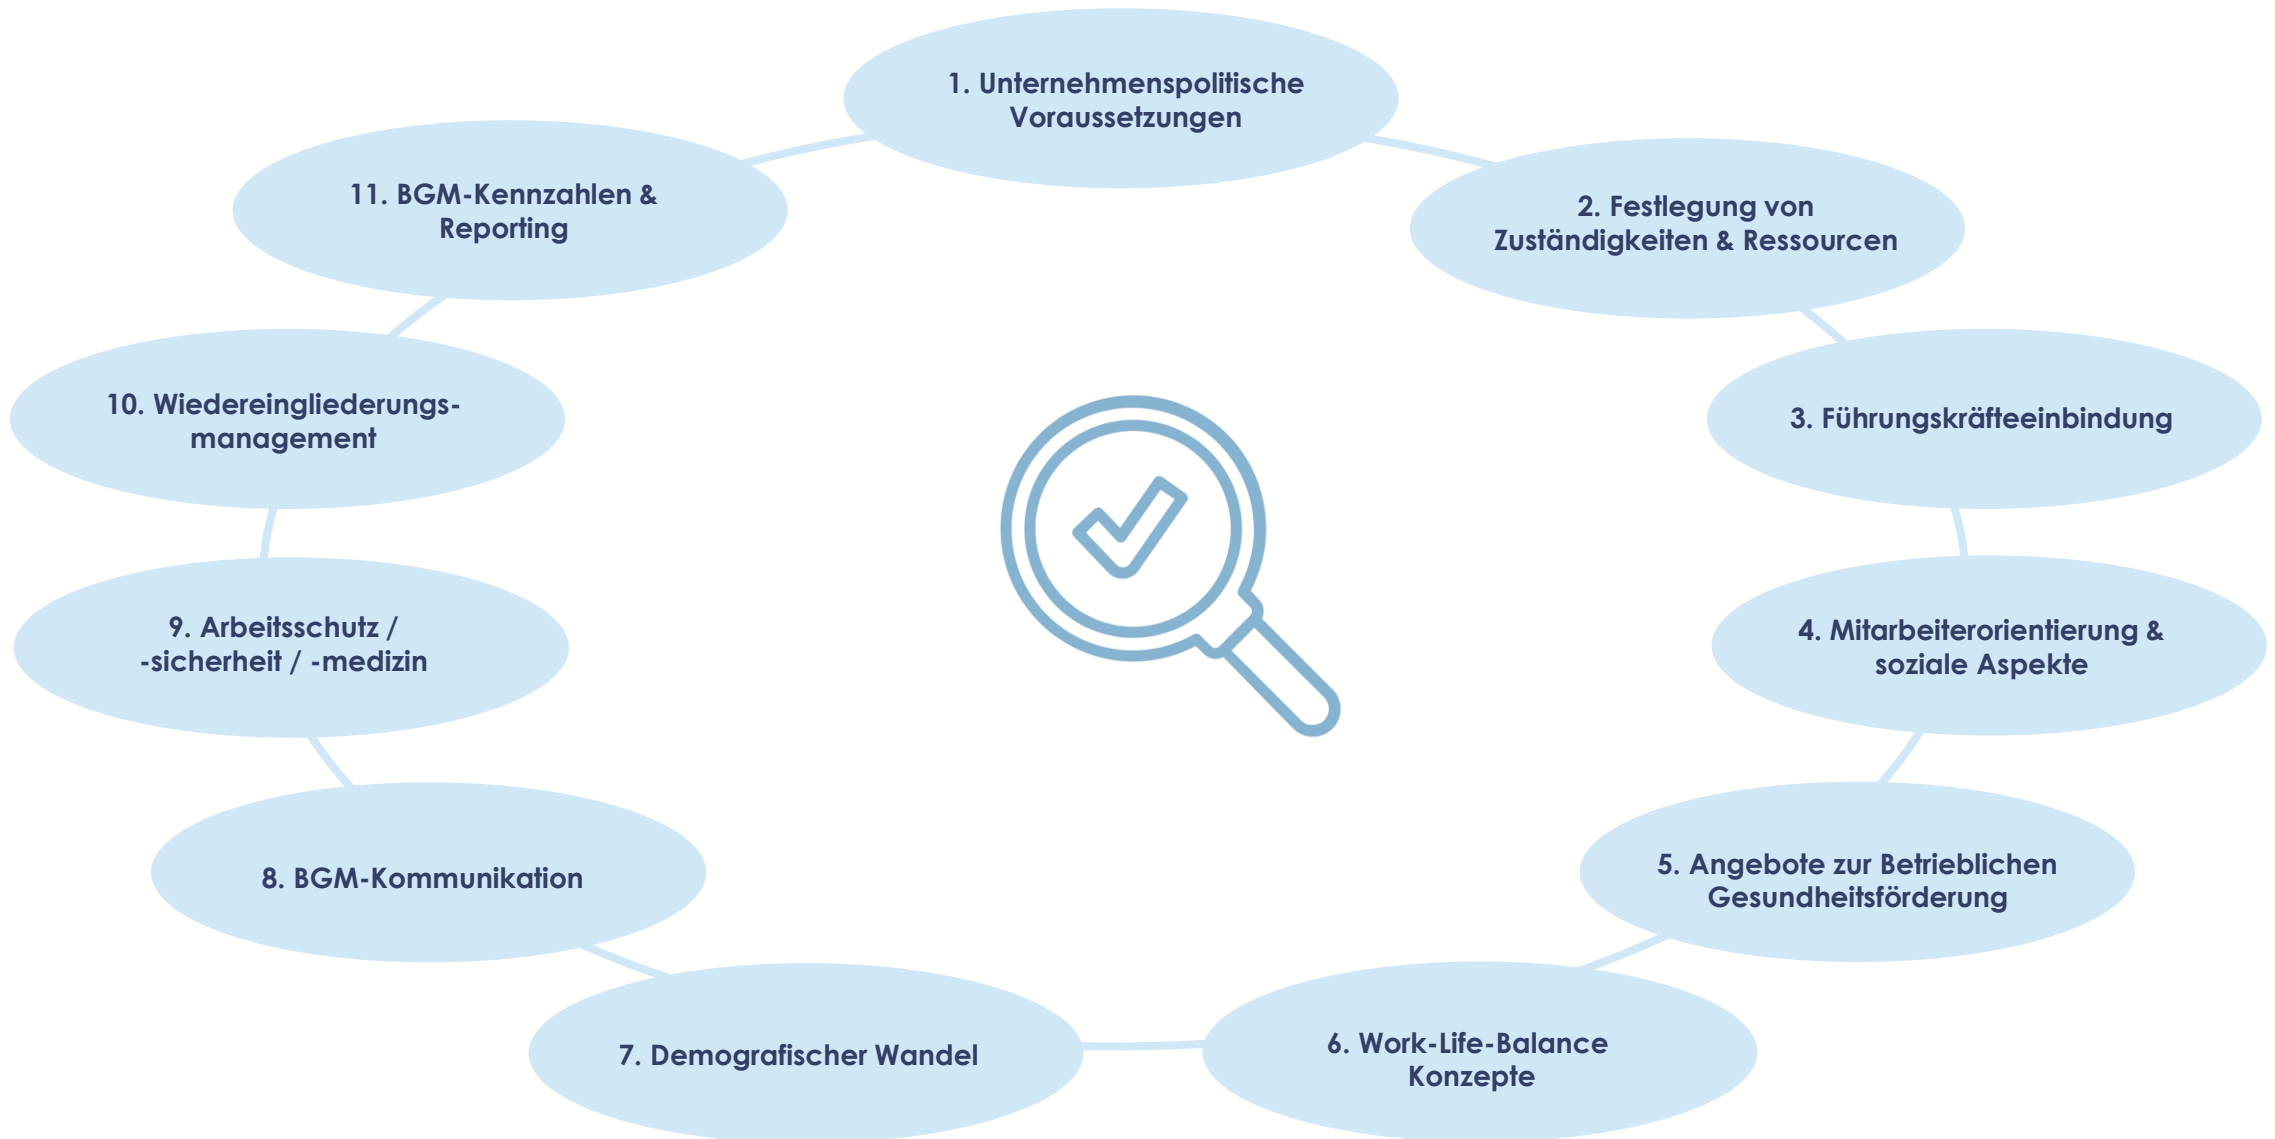 1. Unternehmenspolitische
Voraussetzungen
2. Festlegung von
Zuständigkeiten & Ressourcen
3. Führungskräfteeinbindung
4. Mitarbeiterorientierung &
soziale Aspekte
5. Angebote zur Betrieblichen
Gesundheitsförderung
6. Work-Life-Balance
Konzepte
7. Demografischer Wandel
8. BGM-Kommunikation
9. Arbeitsschutz /
-sicherheit / -medizin
10. Wiedereingliederungs-
management
11. BGM-Kennzahlen &
Reporting